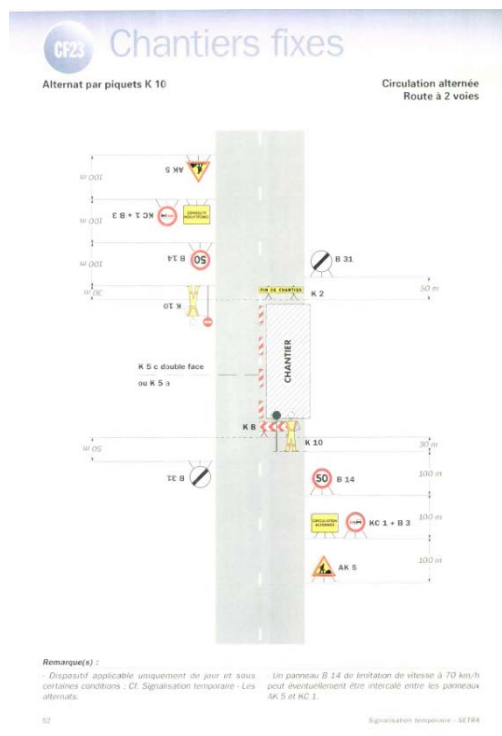 CF23 Chantiers fixes
Alternat par piquets K 10
Circulation alternée
Route à 2 voies
AK 5
100 m
KC 1 + B 3
100 m
50
B 14
100 m
30 m
K 10
B 31
FIN DE CHANTIER
K 2
50 m
K 5 c double face
ou K 5 a
CHANTIER
K 8
K 10
30 m
50 m
B 31
50
B 14
100 m
CIRCULATION
ALTERNEE
KC 1 + B 3
100 m
AK 5
100 m
Remarque(s) :
- Dispositif applicable uniquement de jour et sous
certaines conditions : Cf. Signalisation temporaire - Les
alternats.
- Un panneau B 14 de limitation de vitesse à 70 km/h
peut éventuellement être intercalé entre les panneaux
AK 5 et KC 1.
52
Signalisation temporaire - SETRA